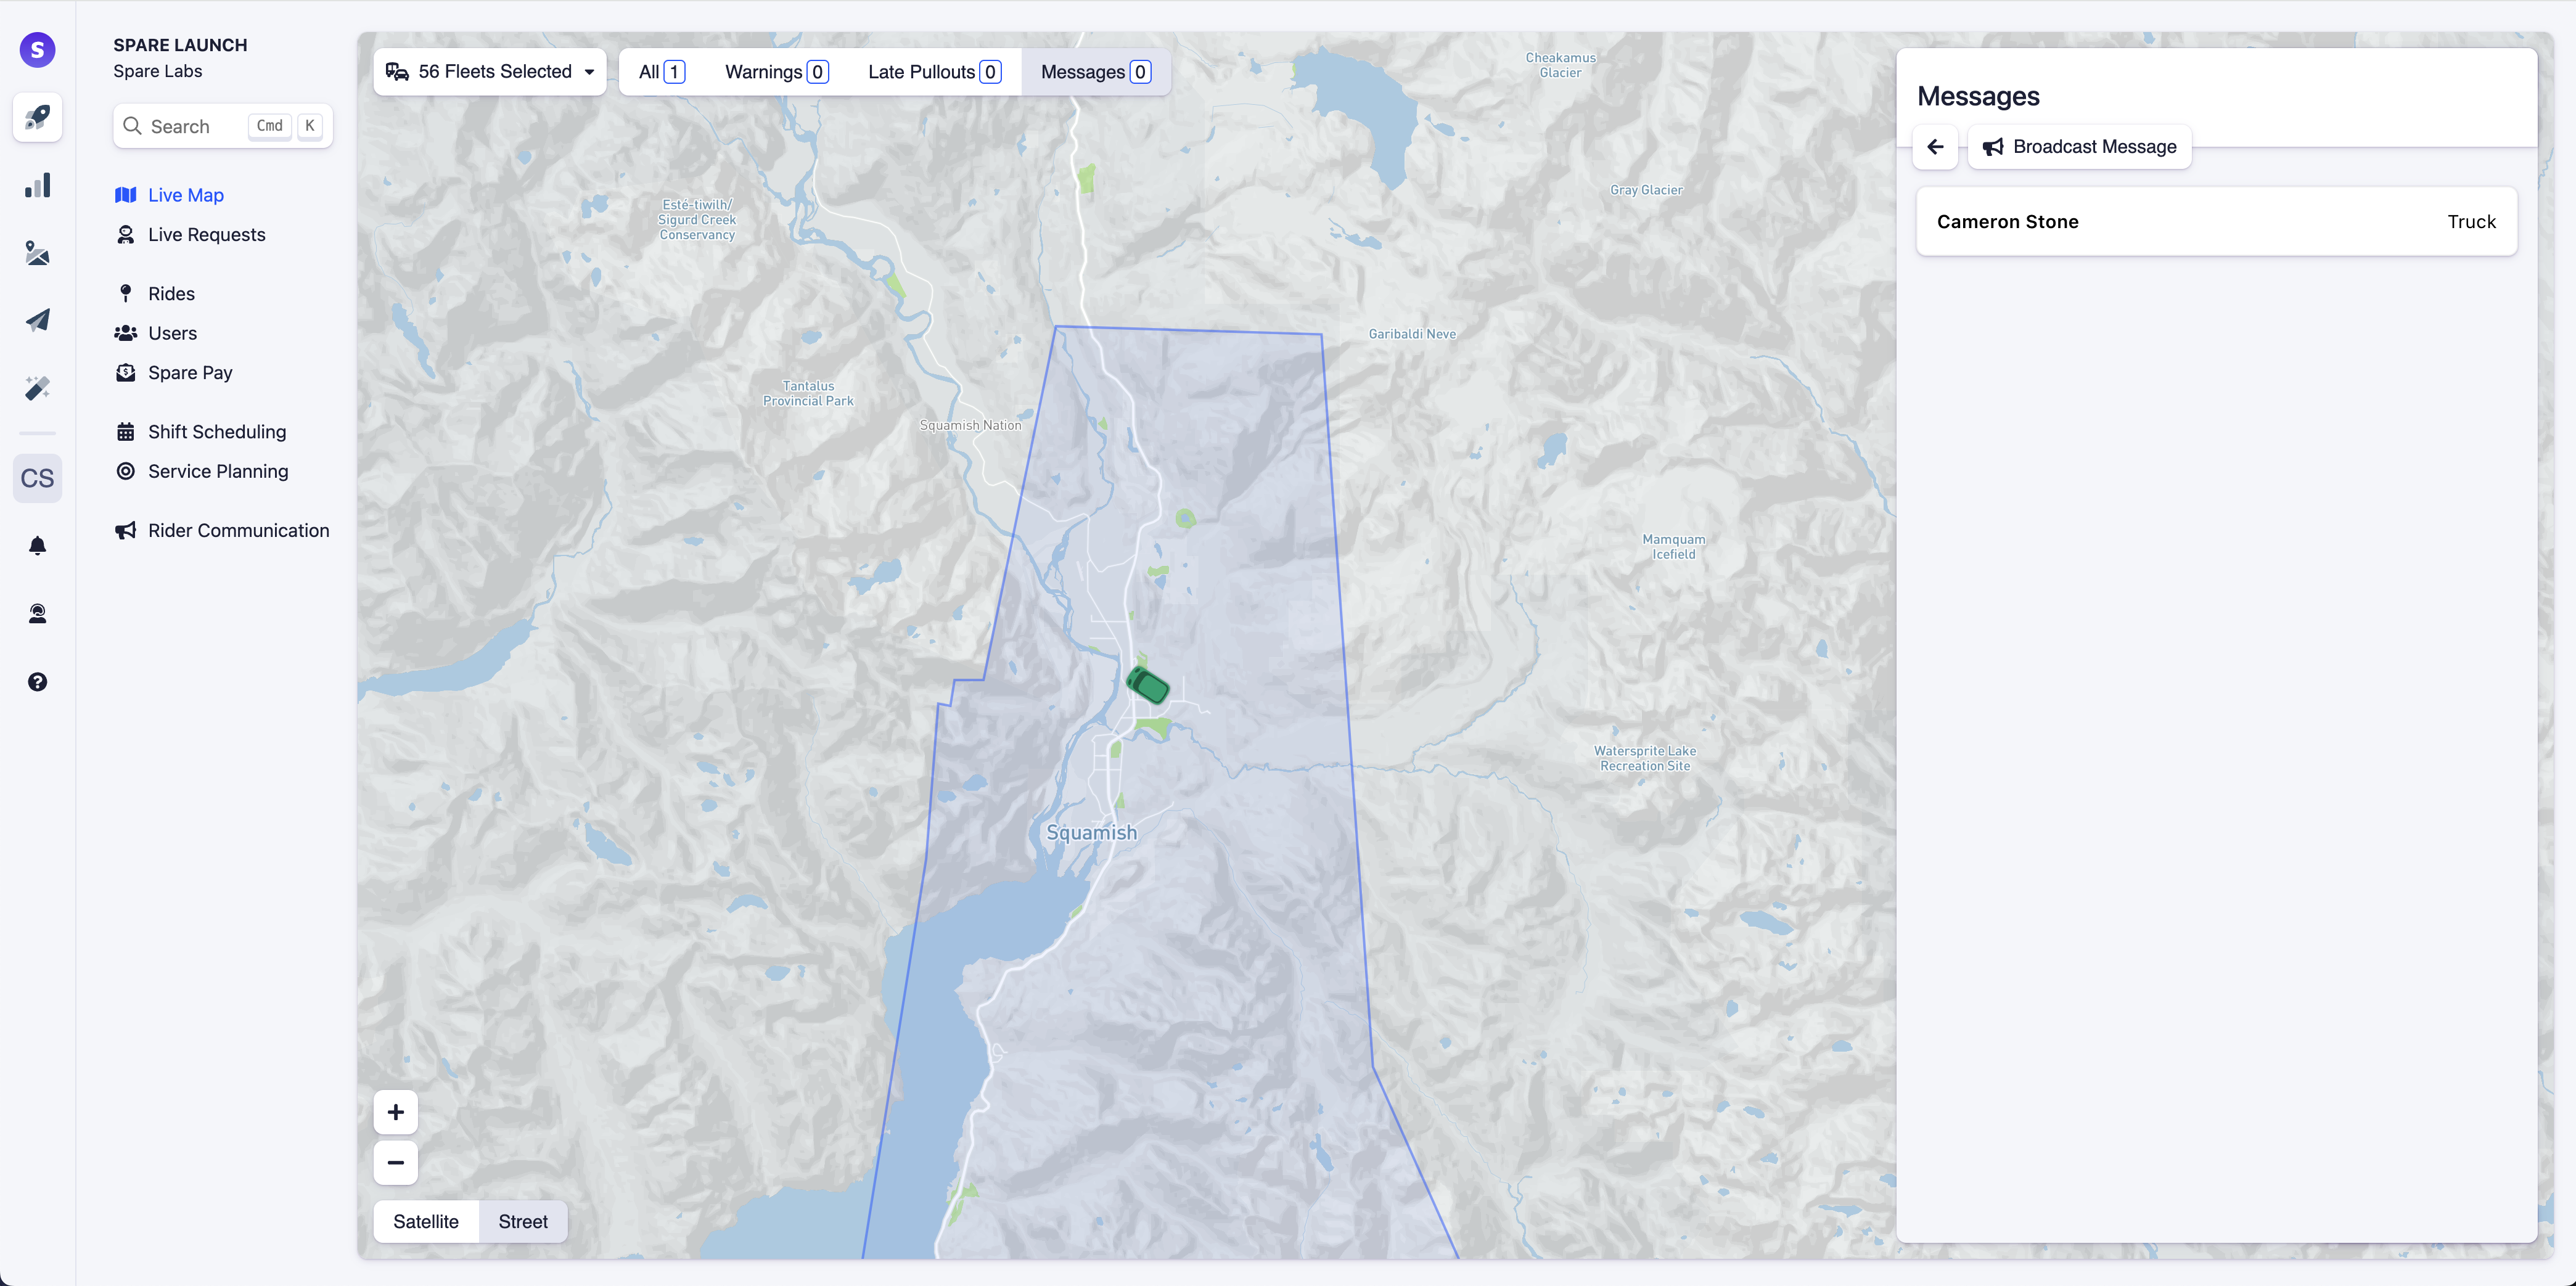 S
SPARE LAUNCH
Spare Labs
Search Cmd K
Live Map
Live Requests
Rides
Users
Spare Pay
Shift Scheduling
Service Planning
Rider Communication
CS
56 Fleets Selected
All 1
Warnings 0
Late Pullouts 0
Messages 0
Cheakamus
Glacier
Gray Glacier
Esté-tiwilh/
Sigurd Creek
Conservancy
Garibaldi Neve
Tantalus
Provincial Park
Squamish Nation
Mamquam
Icefield
Watersprite Lake
Recreation Site
Squamish
Satellite
Street
Messages
Broadcast Message
Cameron Stone
Truck